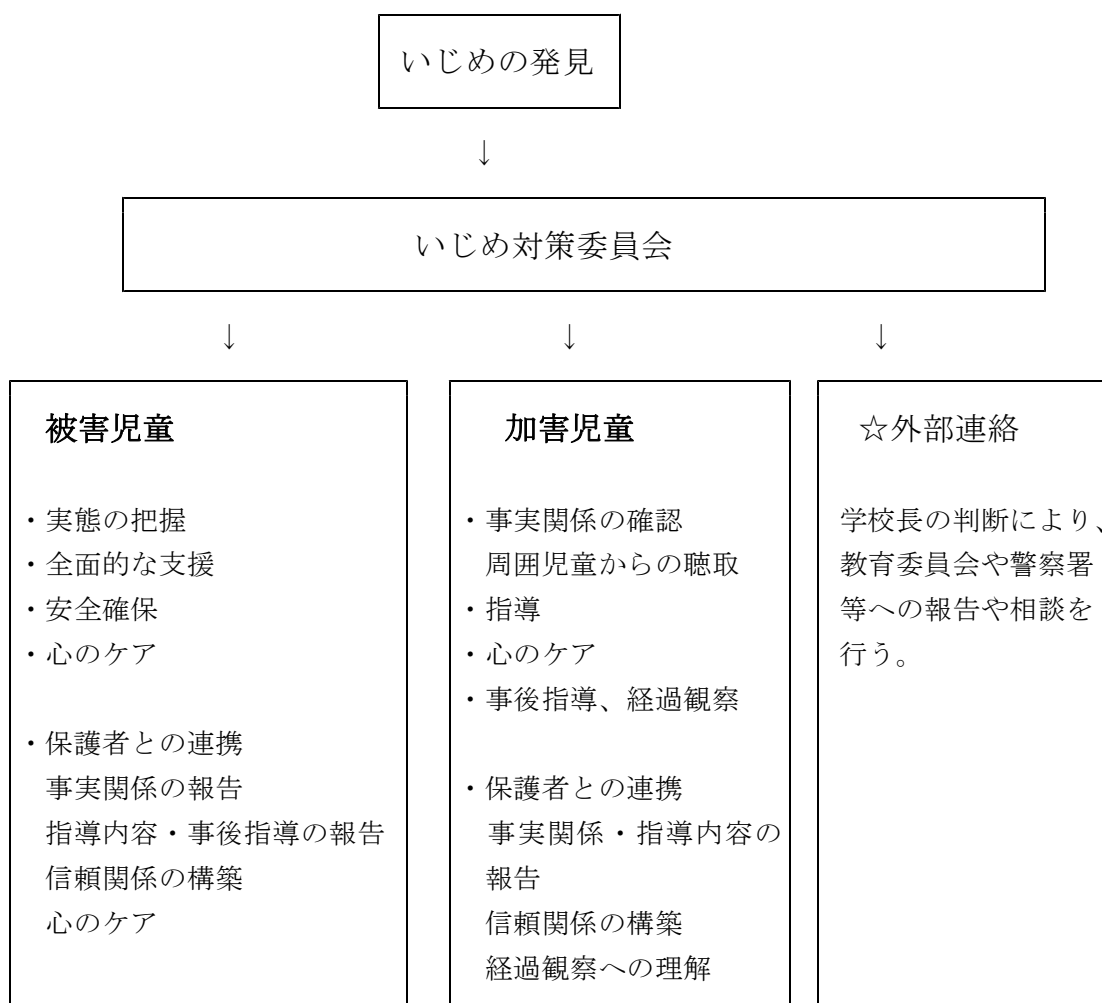 いじめの発見
↓
いじめ対策委員会
↓ ↓ ↓
被害児童
・実態の把握
・全面的な支援
・安全確保
・心のケア
・保護者との連携
事実関係の報告
指導内容・事後指導の報告
信頼関係の構築
心のケア
加害児童
・事実関係の確認
周囲児童からの聴取
・指導
・心のケア
・事後指導、経過観察
・保護者との連携
事実関係・指導内容の
報告
信頼関係の構築
経過観察への理解
☆外部連絡
学校長の判断により、
教育委員会や警察署
等への報告や相談を
行う。